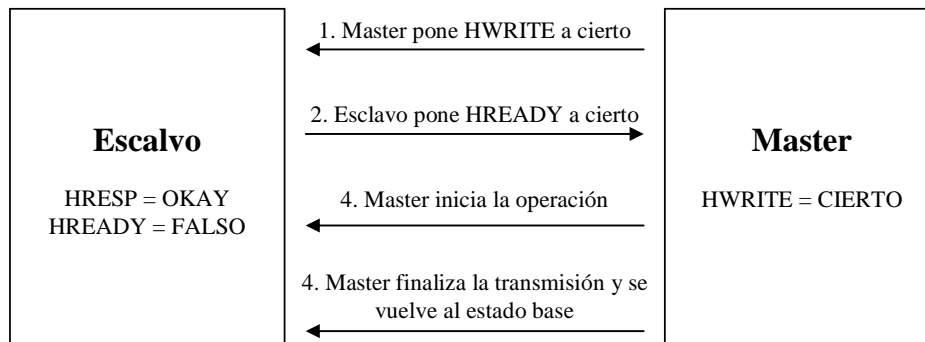 1. Master pone HWRITE a cierto
2. Esclavo pone HREADY a cierto
Escalvo
Master
HRESP = OKAY
HREADY = FALSO
4. Master inicia la operación
HWRITE = CIERTO
4. Master finaliza la transmisión y se
vuelve al estado base